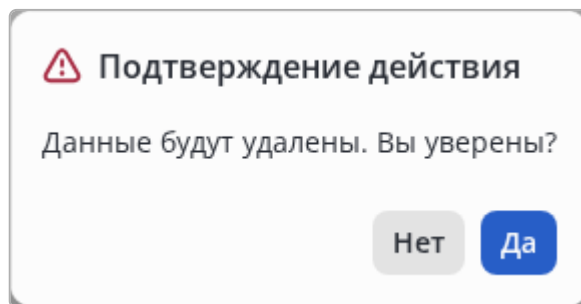 Подтверждение действия
Данные будут удалены. Вы уверены?
Нет Да